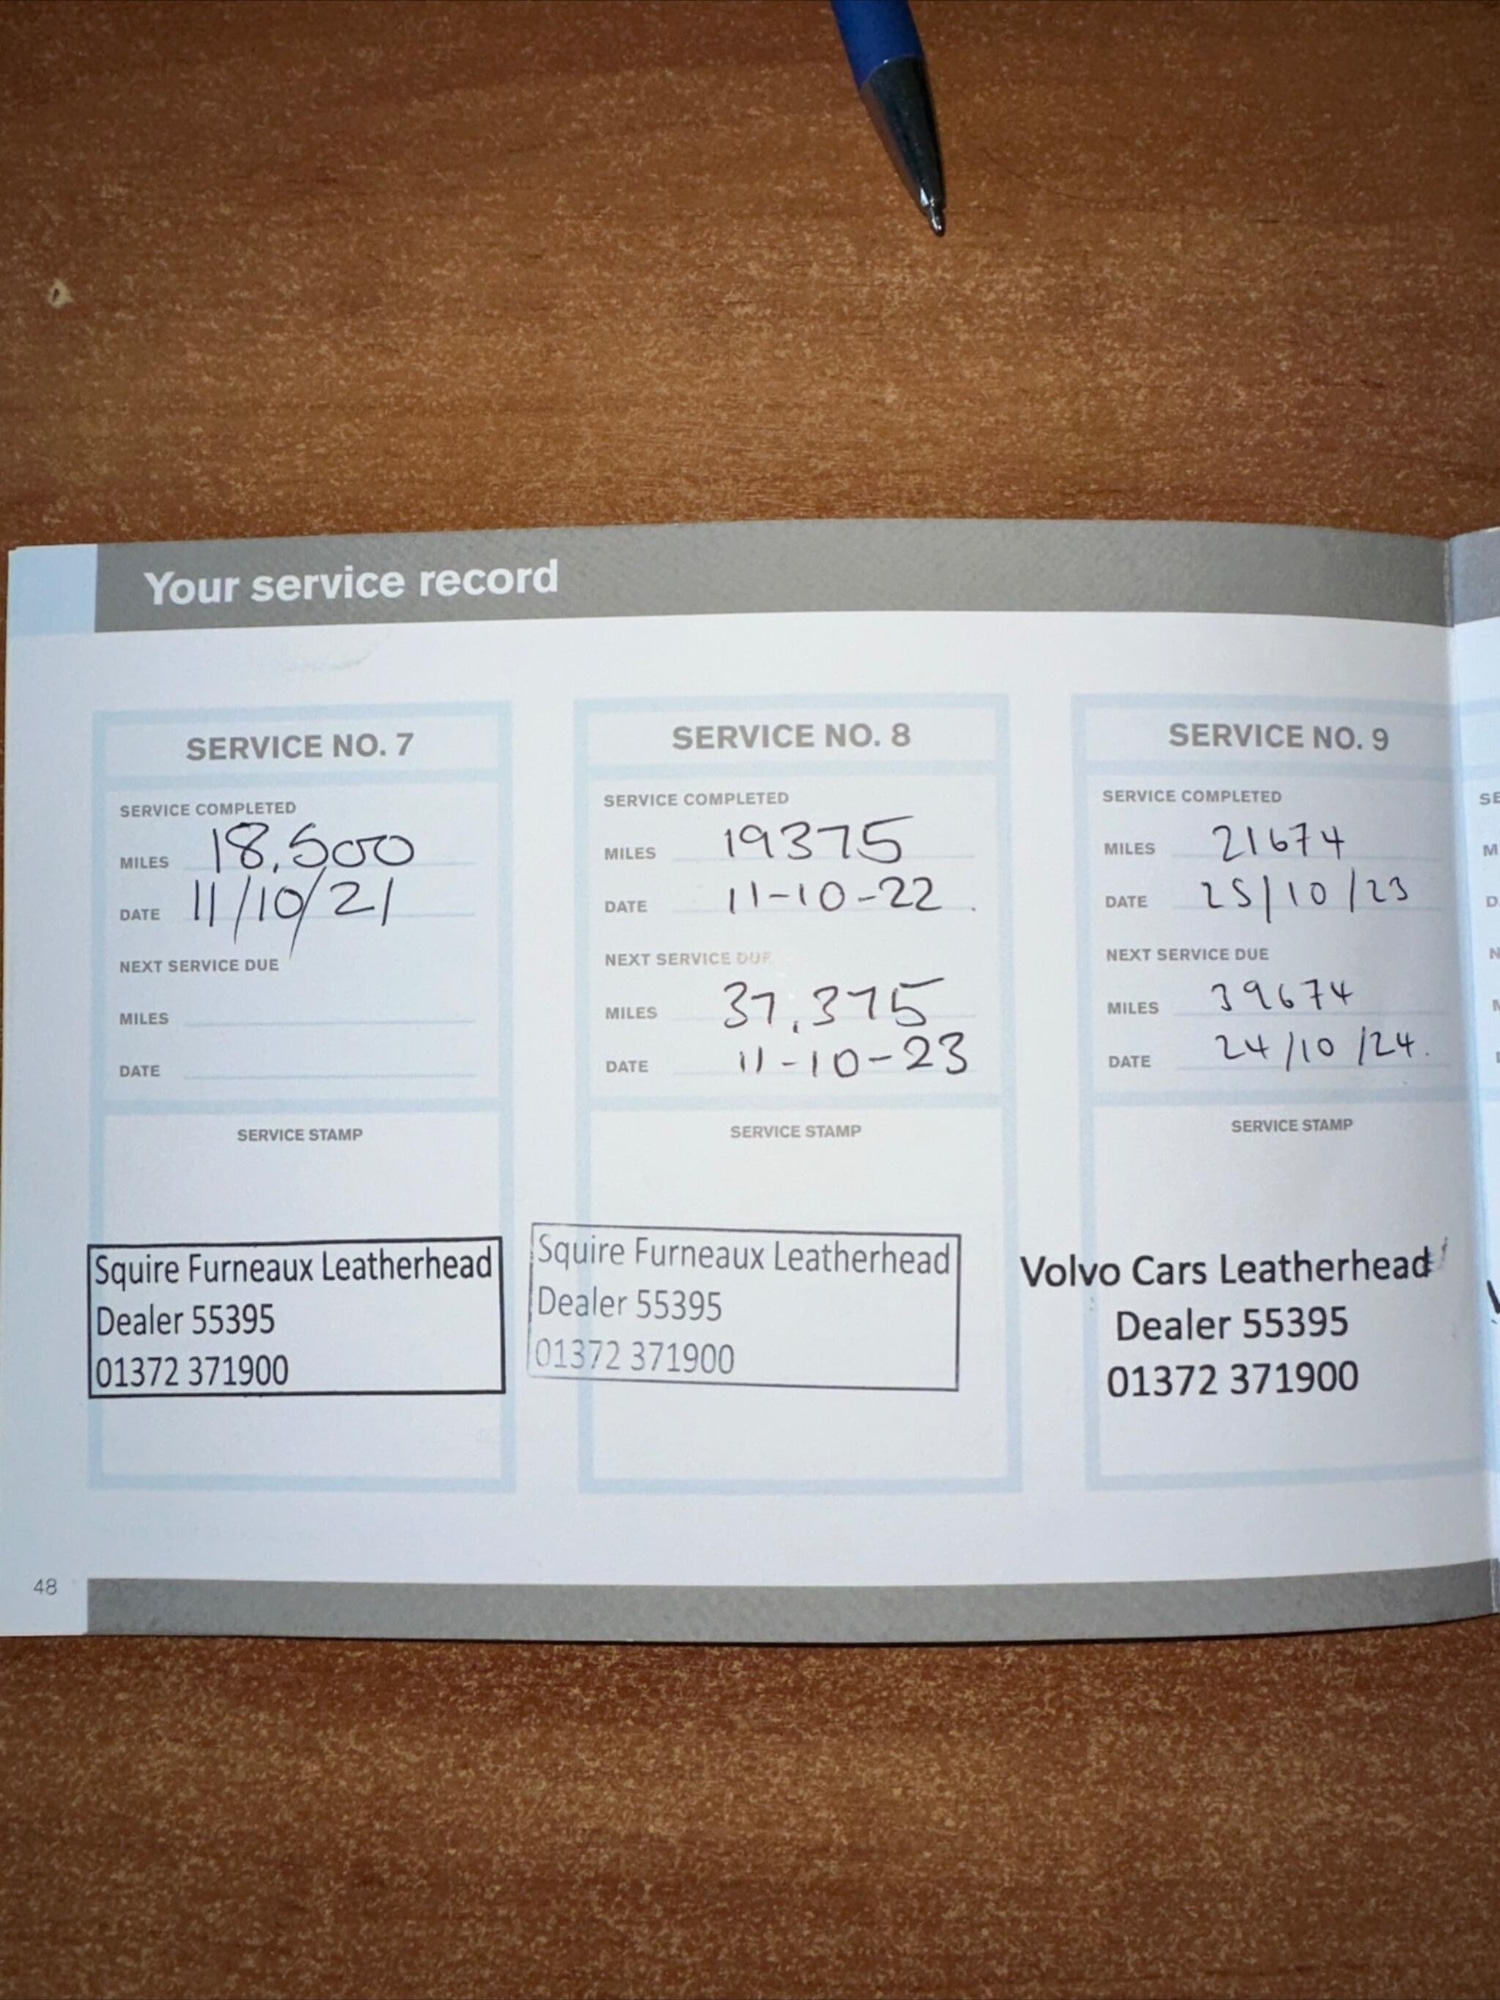 Your service record
SERVICE NO. 7
SERVICE COMPLETED
MILES 18,500
DATE 11/10/21
NEXT SERVICE DUE
MILES
DATE
SERVICE STAMP
Squire Furneaux Leatherhead
Dealer 55395
01372 371900
SERVICE NO. 8
SERVICE COMPLETED
MILES 19375
DATE 11-10-22.
NEXT SERVICE DUE
MILES 37,375
DATE 11-10-23
SERVICE STAMP
Squire Furneaux Leatherhead
Dealer 55395
01372 371900
SERVICE NO. 9
SERVICE COMPLETED
MILES 21674
DATE 25/10/23
NEXT SERVICE DUE
MILES 39674
DATE 24/10/24.
SERVICE STAMP
Volvo Cars Leatherhead
Dealer 55395
01372 371900
48